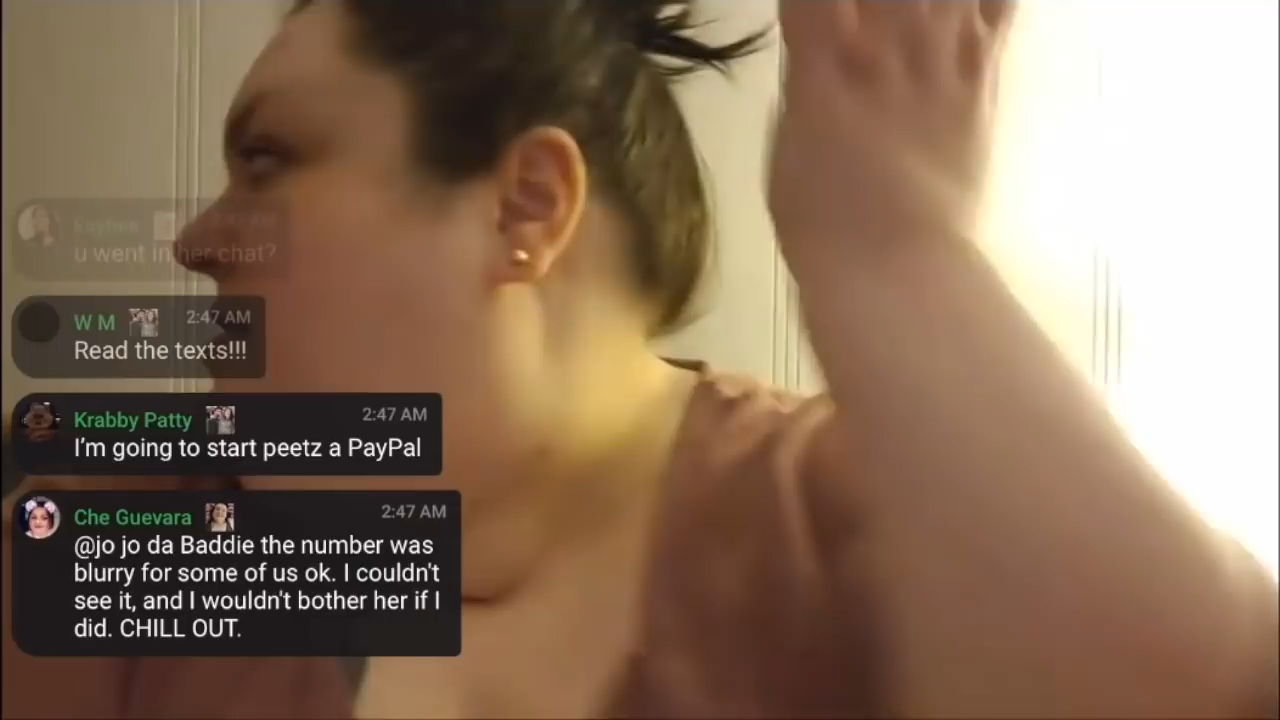 u went in her chat?
W M 2:47 AM
Read the texts!!!
Krabby Patty 2:47 AM
I'm going to start peetz a PayPal
Che Guevara 2:47 AM
@jo jo da Baddie the number was
blurry for some of us ok. I couldn't
see it, and I wouldn't bother her if I
did. CHILL OUT.